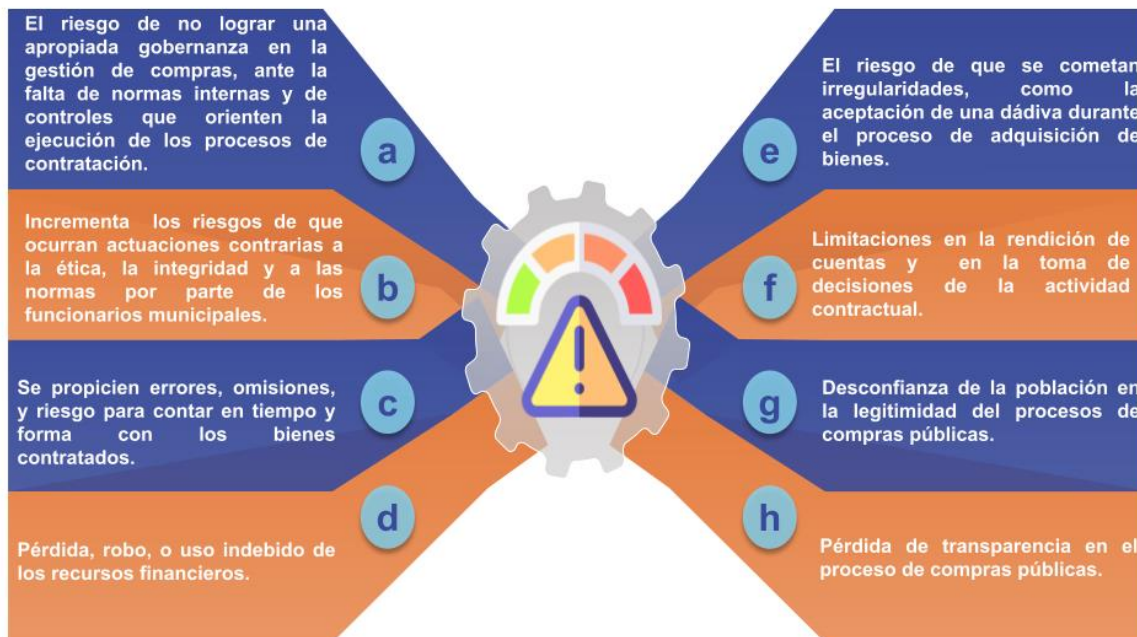 El riesgo de no lograr una
apropiada gobernanza en la
gestión de compras, ante la
falta de normas internas y de
controles que orienten la
ejecución de los procesos de
contratación.
a
Incrementa los riesgos de que
ocurran actuaciones contrarias a
la ética, la integridad y a las
normas por parte de los
funcionarios municipales.
b
Se propicien errores, omisiones,
y riesgo para contar en tiempo y
forma con los bienes
contratados.
c
Pérdida, robo, o uso indebido de
los recursos financieros.
d
El riesgo de que se cometan
irregularidades, como la
aceptación de una dádiva durante
el proceso de adquisición de
bienes.
e
Limitaciones en la rendición de
cuentas y en la toma de
decisiones de la actividad
contractual.
f
Desconfianza de la población en
la legitimidad del procesos de
compras públicas.
g
Pérdida de transparencia en el
proceso de compras públicas.
h